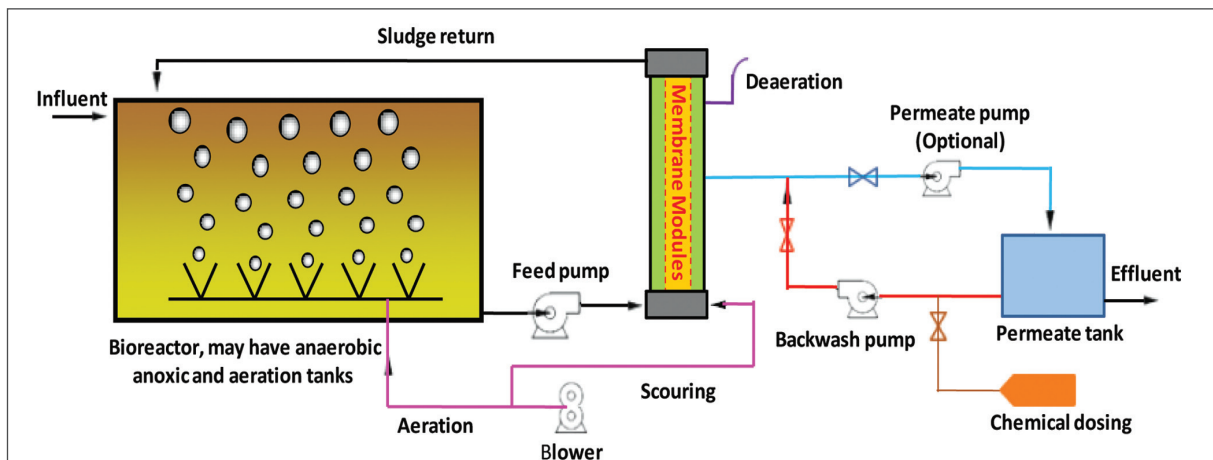 Sludge return
Influent
Deaeration
Permeate pump
(Optional)
Membrane Modules
Feed pump
Effluent
Backwash pump
Permeate tank
Bioreactor, may have anaerobic
anoxic and aeration tanks
Scouring
Aeration
Blower
Chemical dosing